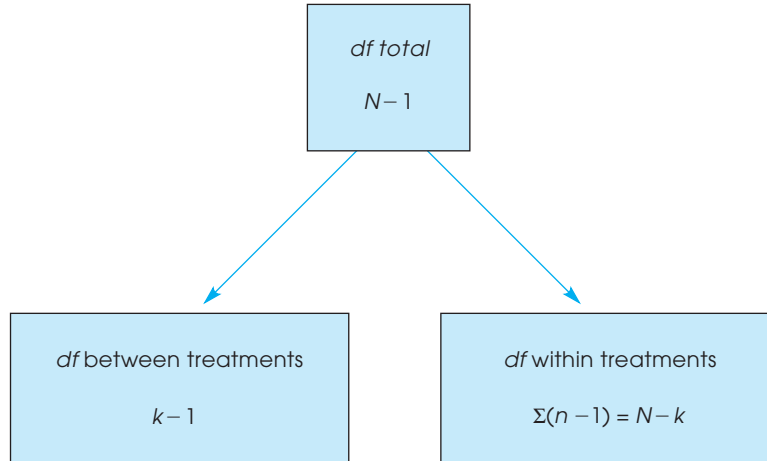 df total
N − 1
df between treatments
k − 1
df within treatments
Σ(n − 1) = N − k